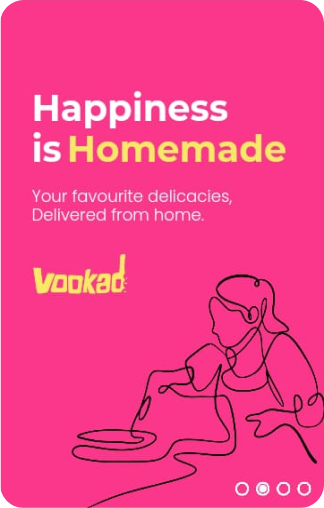 Happiness
is Homemade
Your favourite delicacies,
Delivered from home.
Vookad